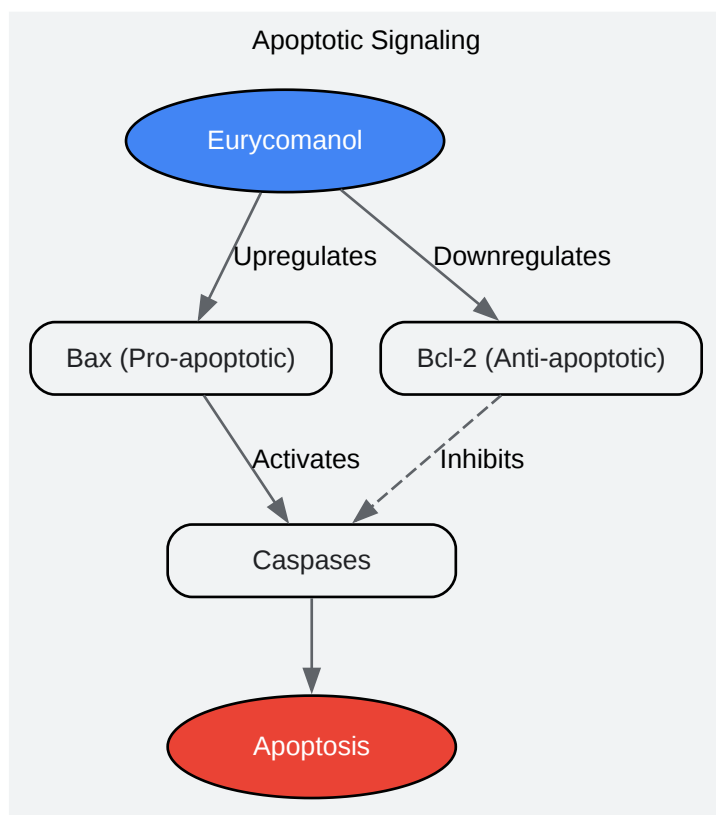 Apoptotic Signaling
Eurycomanol
Upregulates
Downregulates
Bax (Pro-apoptotic)
Bcl-2 (Anti-apoptotic)
Activates
Inhibits
Caspases
Apoptosis